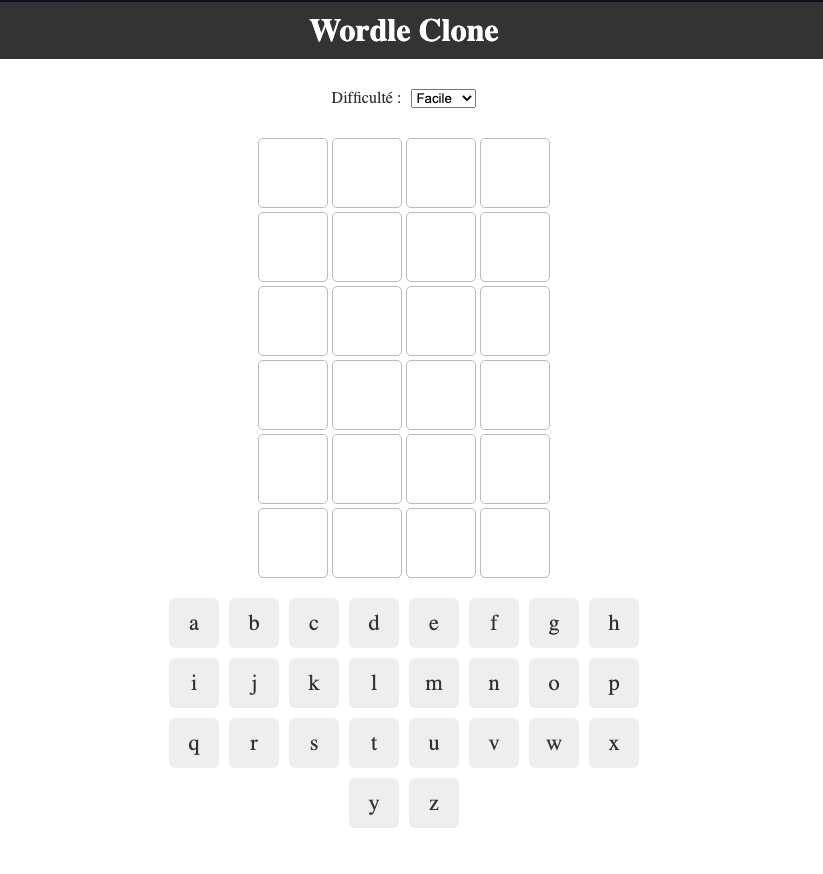 Wordle Clone
Difficulté : Facile
a b c d e f g h
i j k l m n o p
q r s t u v w x
y z